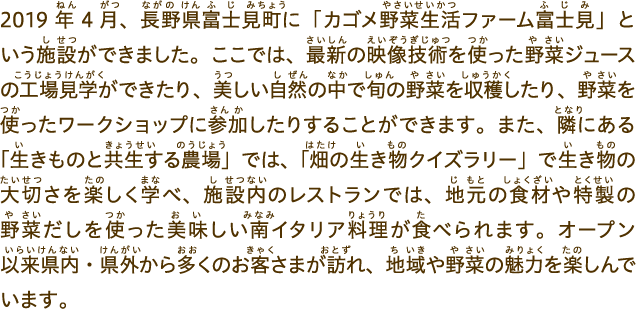 2019年4月、長野県富士見町に「カゴメ野菜生活ファーム富士見」と
いう施設ができました。ここでは、最新の映像技術を使った野菜ジュース
の工場見学ができたり、美しい自然の中で旬の野菜を収穫したり、野菜を
使ったワークショップに参加したりすることができます。また、隣にある
「生きものと共生する農場」では、「畑の生き物クイズラリー」で生き物の
大切さを楽しく学べ、施設内のレストランでは、地元の食材や特製の
野菜だしを使った美味しい南イタリア料理が食べられます。オープン
以来県内・県外から多くのお客さまが訪れ、地域や野菜の魅力を楽しんで
います。